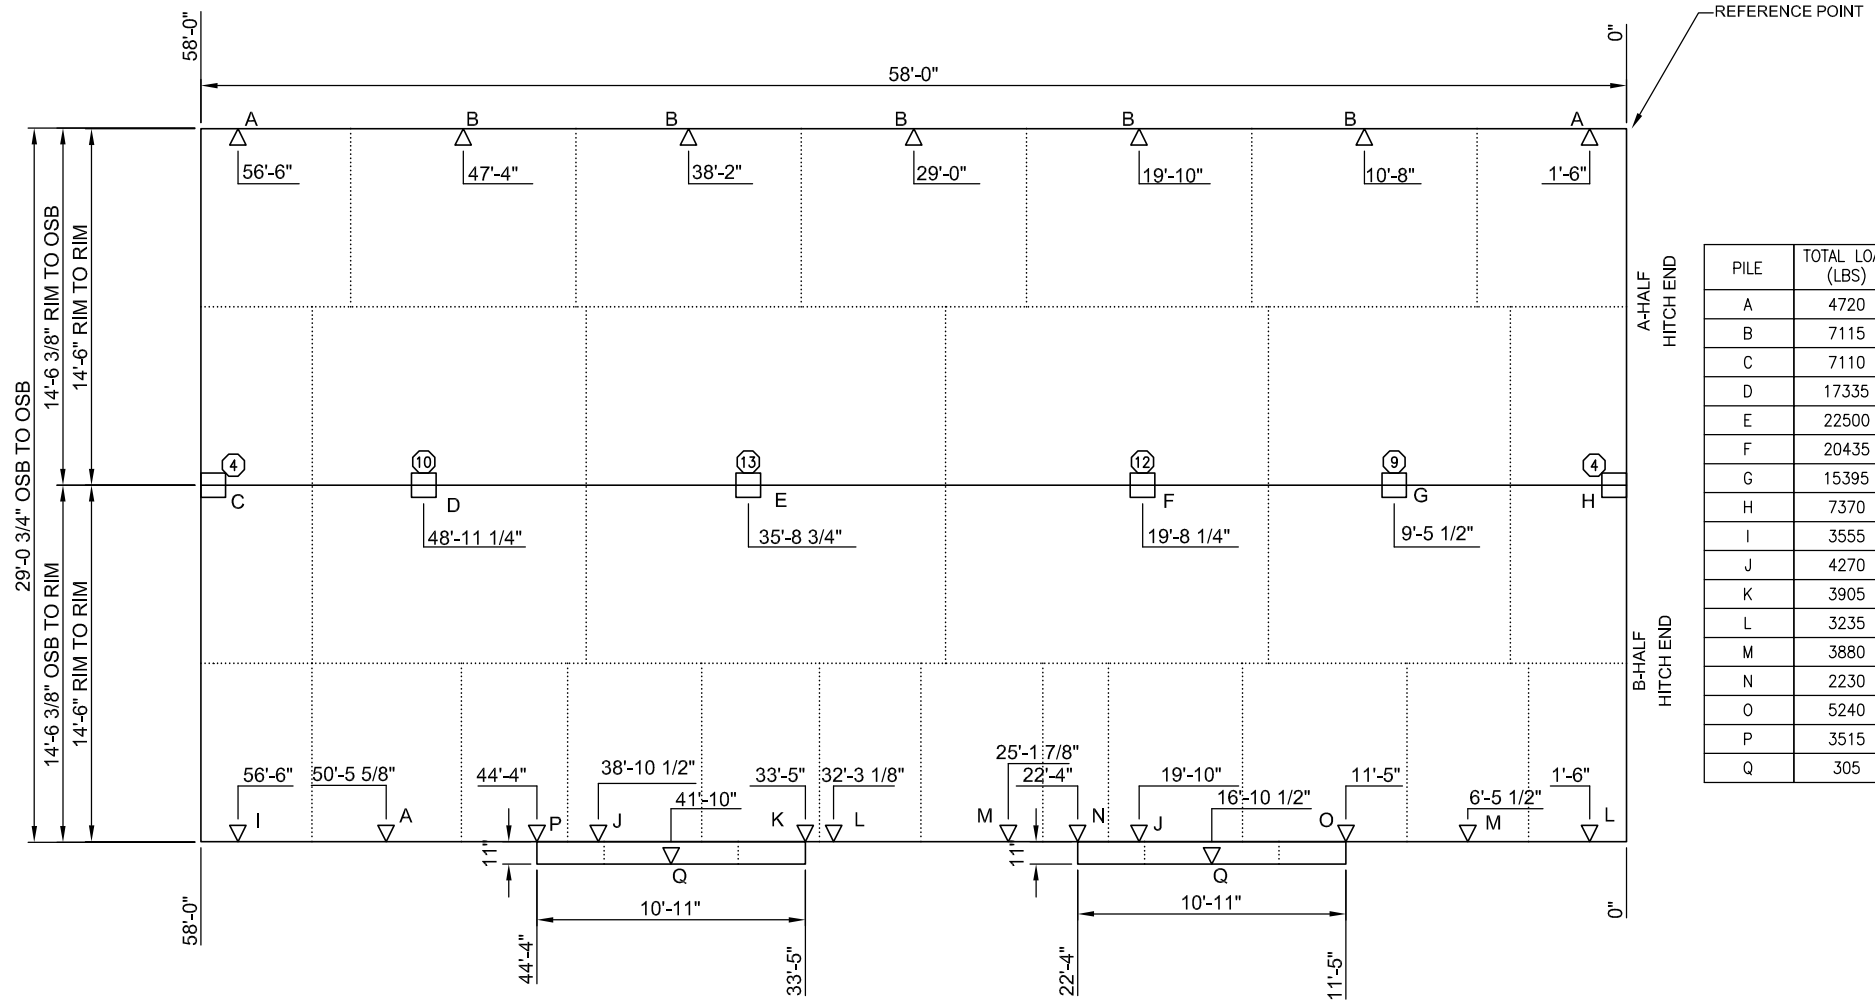 REFERENCE POINT
58'-0"
0"
58'-0"
A B B B B B A
56'-6" 47'-4" 38'-2" 29'-0" 19'-10" 10'-8" 1'-6"
29'-0 3/4" OSB TO OSB
14'-6 3/8" RIM TO OSB
14'-6" RIM TO RIM
14'-6 3/8" OSB TO RIM
14'-6" RIM TO RIM
A-HALF
HITCH END
B-HALF
HITCH END
4 10 13 12 9 4
C D E F G H
48'-11 1/4" 35'-8 3/4" 19'-8 1/4" 9'-5 1/2"
25'-1 7/8"
56'-6" 50'-5 5/8" 44'-4" 38'-10 1/2" 33'-5" 32'-3 1/8" 22'-4" 19'-10" 11'-5" 1'-6"
41'-10" 16'-10 1/2" 6'-5 1/2"
I A P J K L M N J O M L
11" 11"
Q Q
10'-11" 10'-11"
58'-0" 44'-4" 33'-5" 22'-4" 11'-5" 0"
PILE TOTAL LOA
(LBS)
A 4720
B 7115
C 7110
D 17335
E 22500
F 20435
G 15395
H 7370
I 3555
J 4270
K 3905
L 3235
M 3880
N 2230
O 5240
P 3515
Q 305